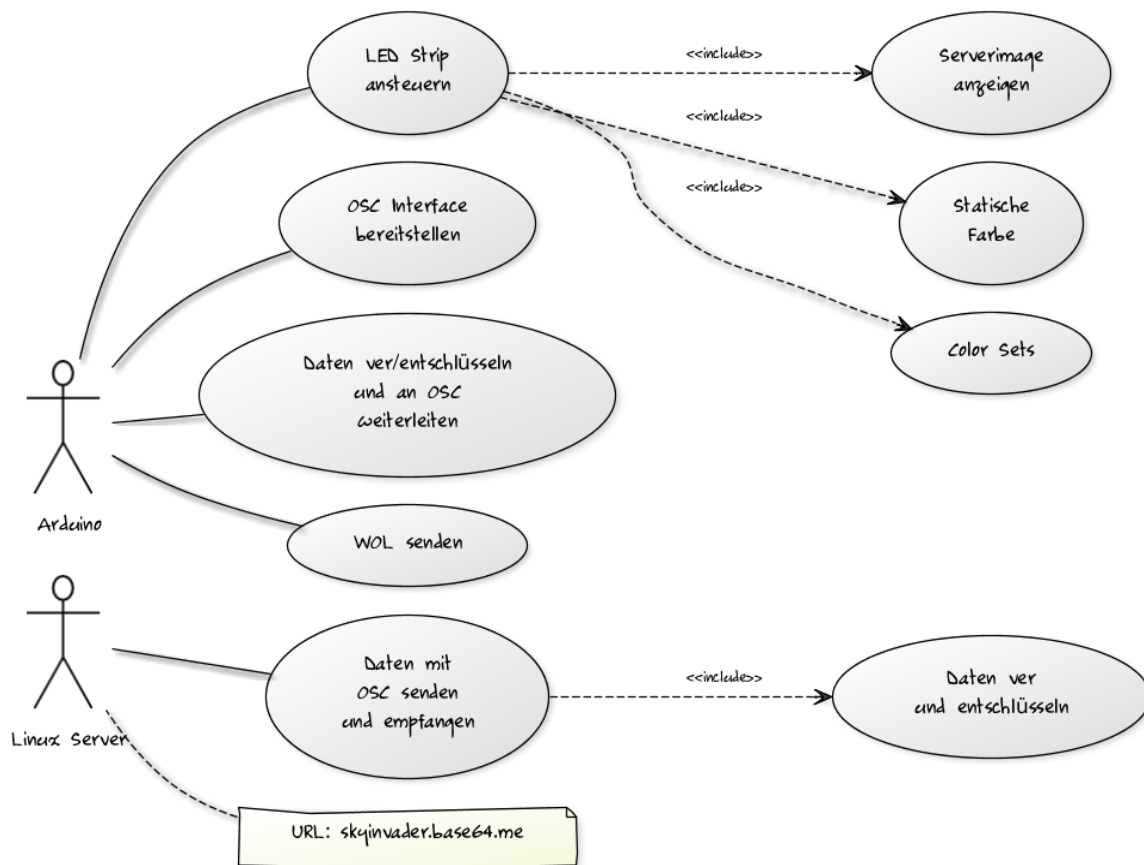 LED Strip
ansteuern
<<include>>
Serverimage
anzeigen
<<include>>
<<include>>
OSC Interface
bereitstellen
Statische
Farbe
Color Sets
Daten ver/entschlüsseln
und an OSC
weiterleiten
Arduino
WOL senden
Linux Server
Daten mit
OSC senden
und empfangen
<<include>>
Daten ver
und entschlüsseln
URL: skyinvader.base64.me